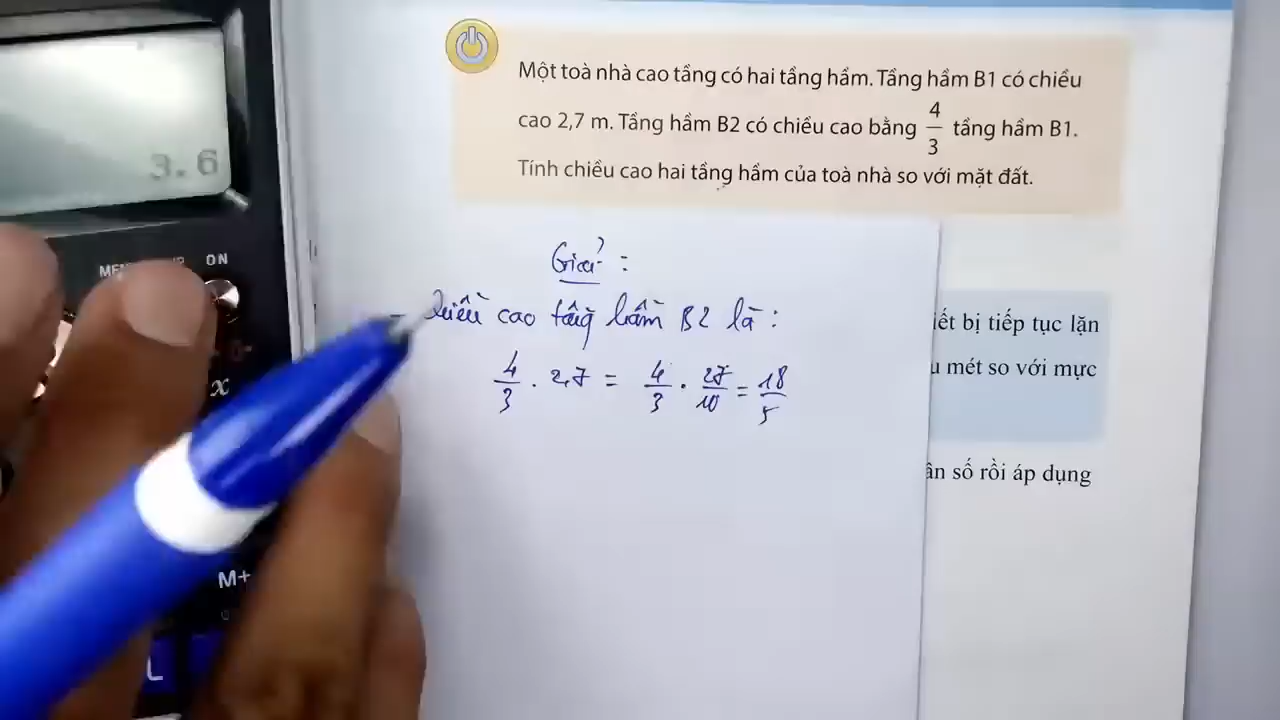 Một toà nhà cao tầng có hai tầng hầm. Tầng hầm B1 có chiều
cao 2,7 m. Tầng hầm B2 có chiều cao bằng 4/3 tầng hầm B1.
Tính chiều cao hai tầng hầm của toà nhà so với mặt đất.
3.6
ON
x
M+
Giải :
cao tầng hầm B2 là :
4/3 . 2,7 = 4/3 . 27/10 = 18/5
iết bị tiếp tục lặn
u mét so với mực
ân số rồi áp dụng